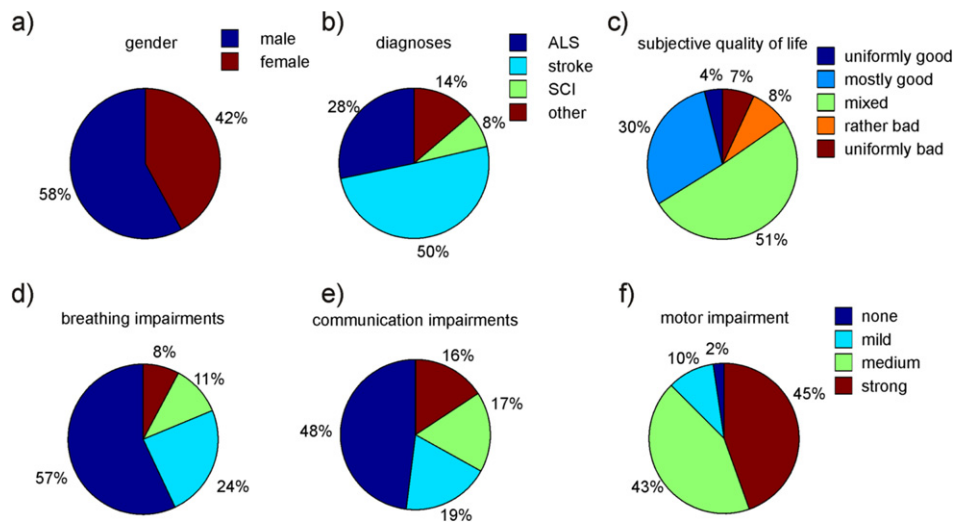 a)
gender
male
female
42%
58%
b)
diagnoses
ALS
stroke
SCI
other
28%
14%
8%
50%
c)
subjective quality of life
uniformly good
mostly good
mixed
rather bad
uniformly bad
4%
7%
8%
30%
51%
d)
breathing impairments
8%
11%
57%
24%
e)
communication impairments
16%
17%
48%
19%
f)
motor impairment
none
mild
medium
strong
10%
2%
45%
43%